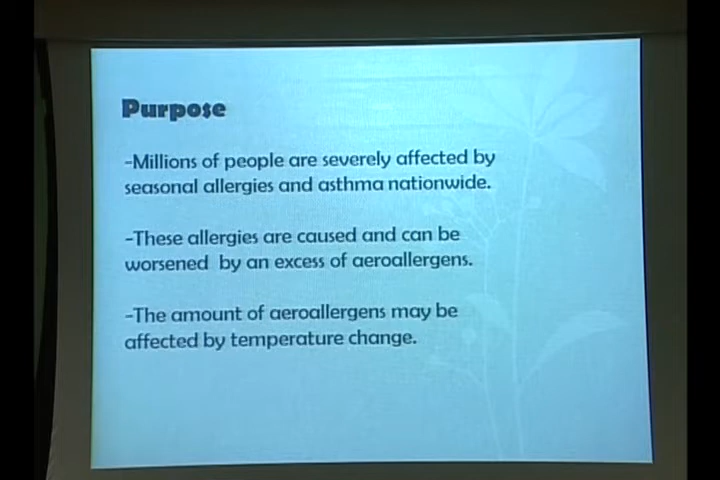 Purpose
-Millions of people are severely affected by
seasonal allergies and asthma nationwide.
-These allergies are caused and can be
worsened by an excess of aeroallergens.
-The amount of aeroallergens may be
affected by temperature change.